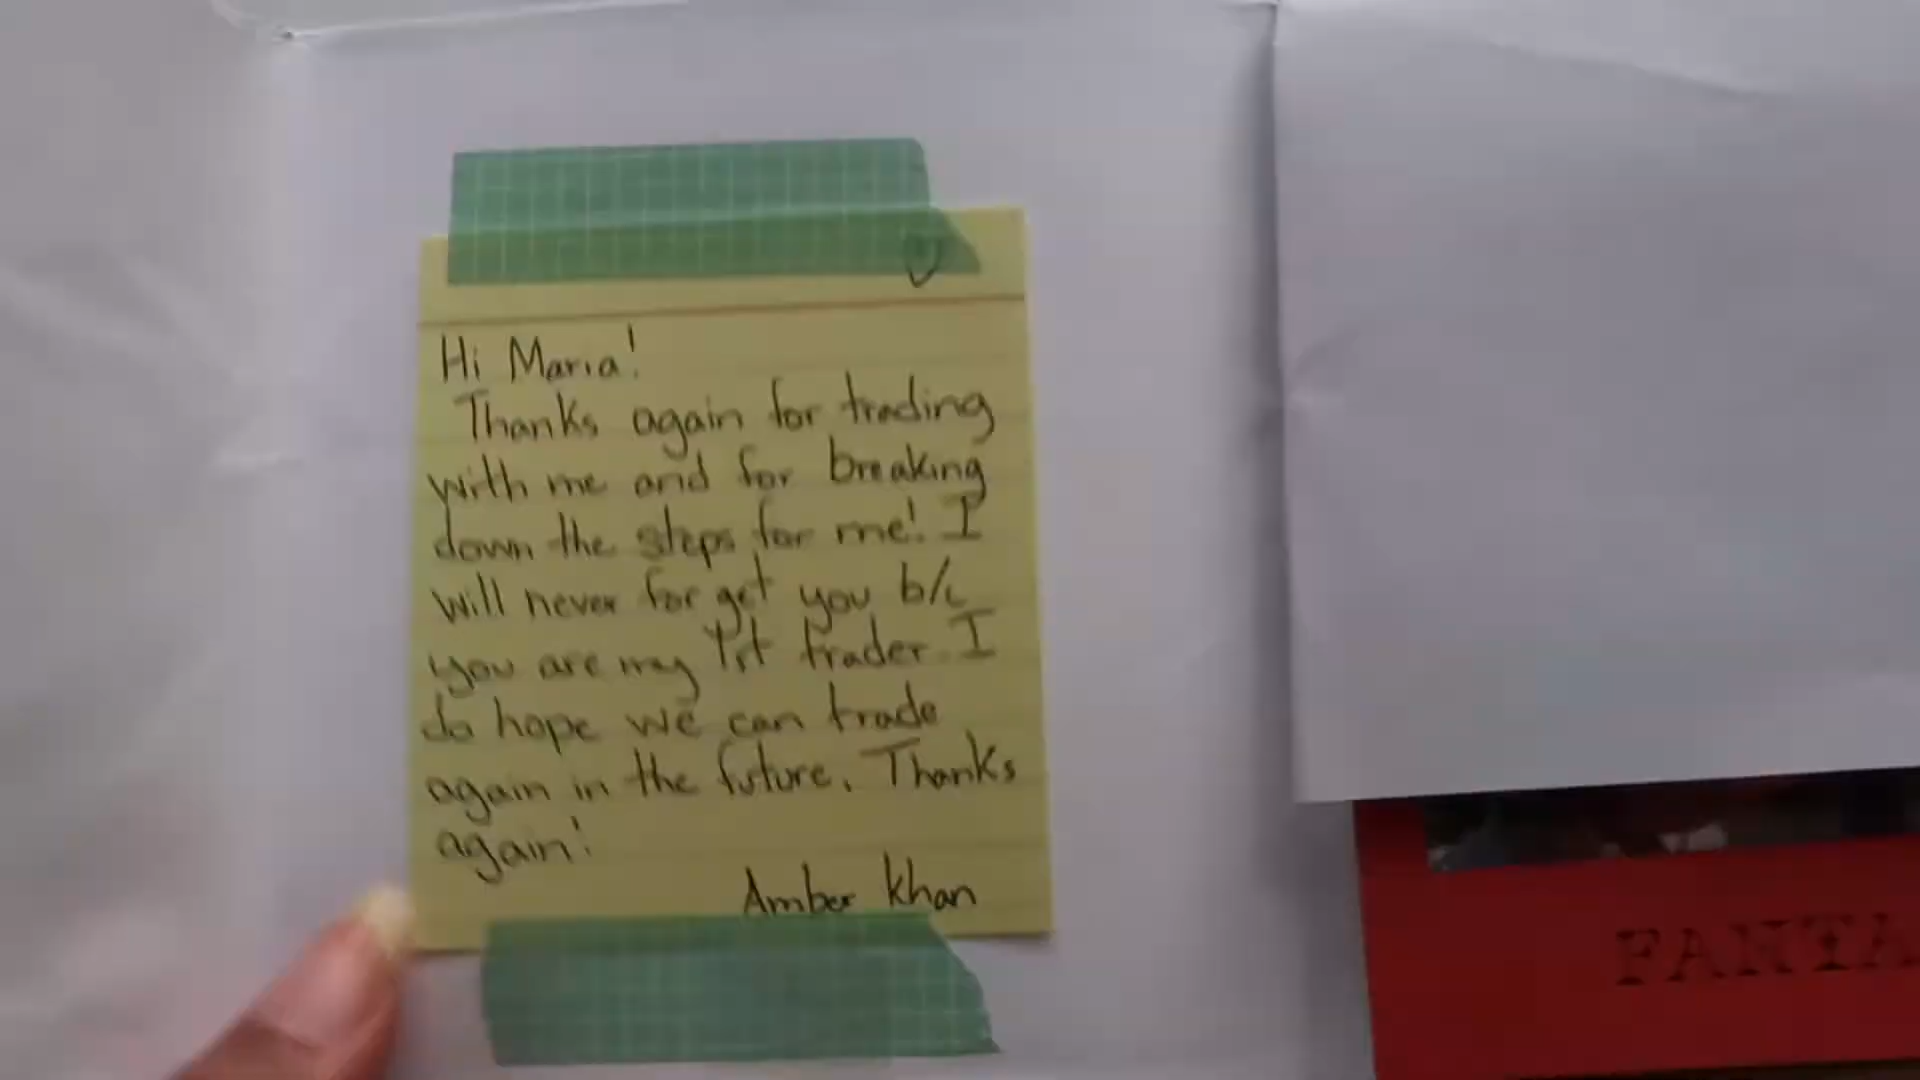 Hi Maria!
Thanks again for trading
with me and for breaking
down the steps for me! I
will never forget you b/c
you are my 1st trader I
do hope we can trade
again in the future. Thanks
again!
Amber Khan
FANTA